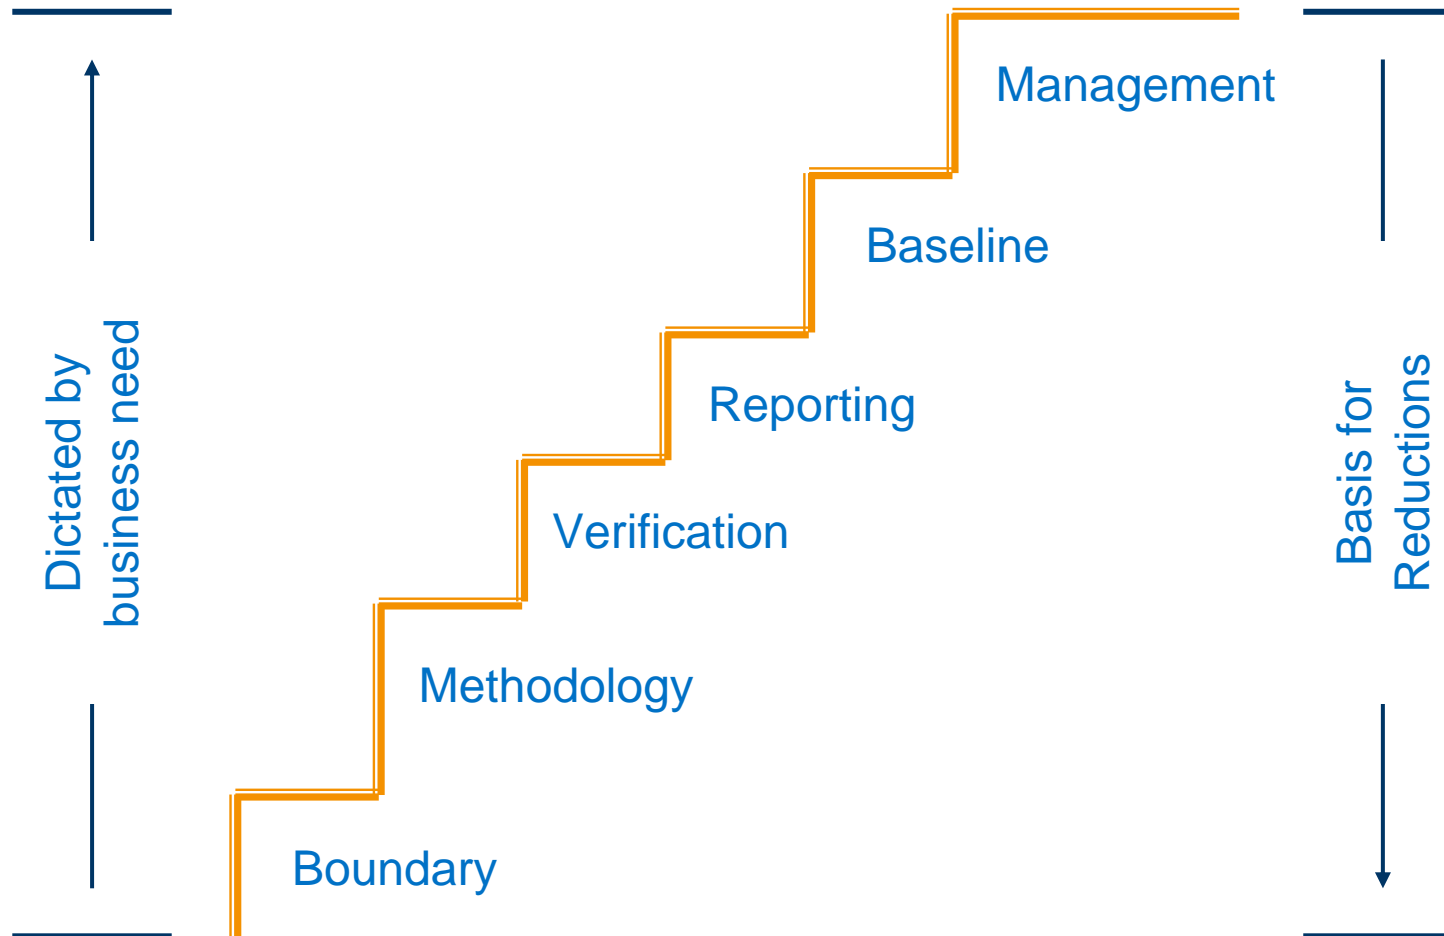 Management
Baseline
Reporting
Verification
Methodology
Boundary
Dictated by
business need
Basis for
Reductions